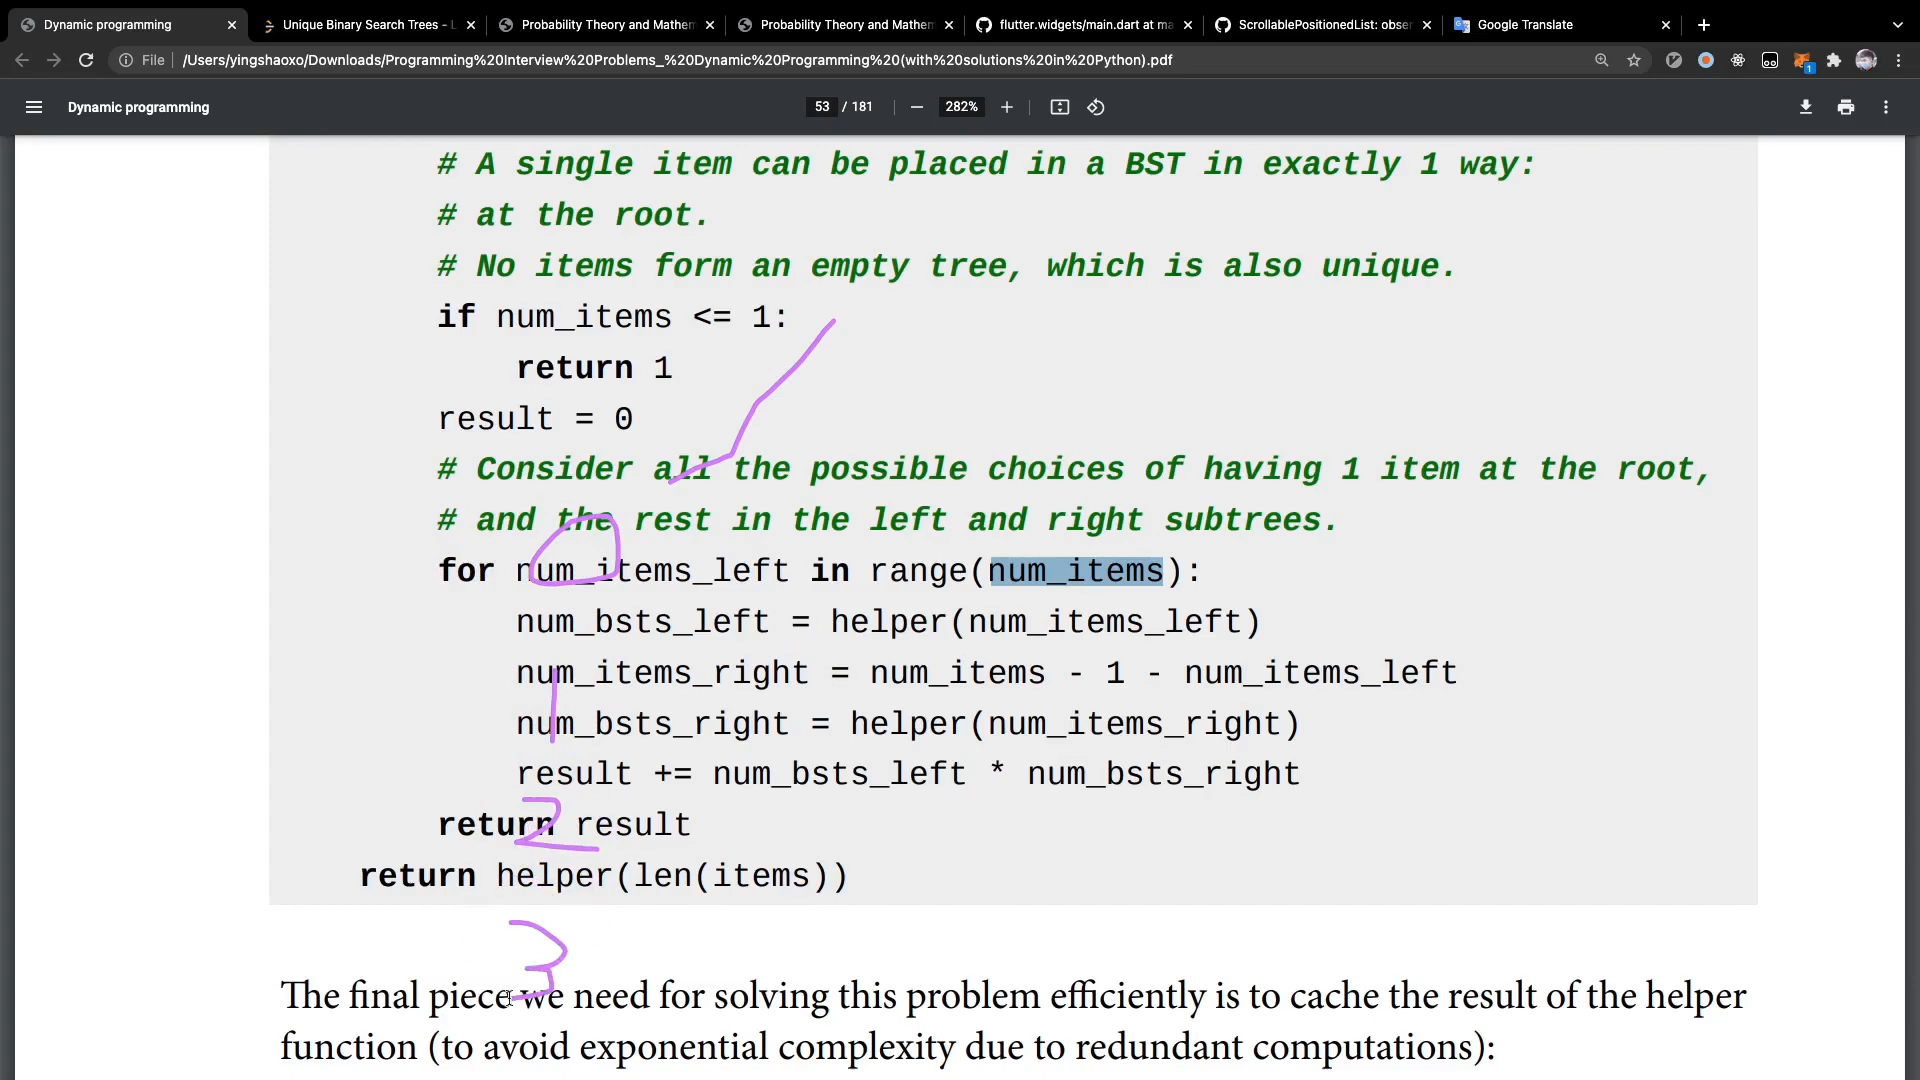 Dynamic programming
Unique Binary Search Trees - L
Probability Theory and Mathem
Probability Theory and Mathem
flutter.widgets/main.dart at ma
ScrollablePositionedList: obser
Google Translate
File
/Users/yingshaoxo/Downloads/Programming%20Interview%20Problems_%20Dynamic%20Programming%20(with%20solutions%20in%20Python).pdf
1
Dynamic programming
53 / 181
282%
# A single item can be placed in a BST in exactly 1 way:
# at the root.
# No items form an empty tree, which is also unique.
if num_items <= 1:
return 1
result = 0
# Consider all the possible choices of having 1 item at the root,
# and the rest in the left and right subtrees.
for num_items_left in range(num_items):
num_bsts_left = helper(num_items_left)
num_items_right = num_items - 1 - num_items_left
num_bsts_right = helper(num_items_right)
result += num_bsts_left * num_bsts_right
return result
return helper(len(items))
0
1
2
3
The final piece we need for solving this problem efficiently is to cache the result of the helper
function (to avoid exponential complexity due to redundant computations):